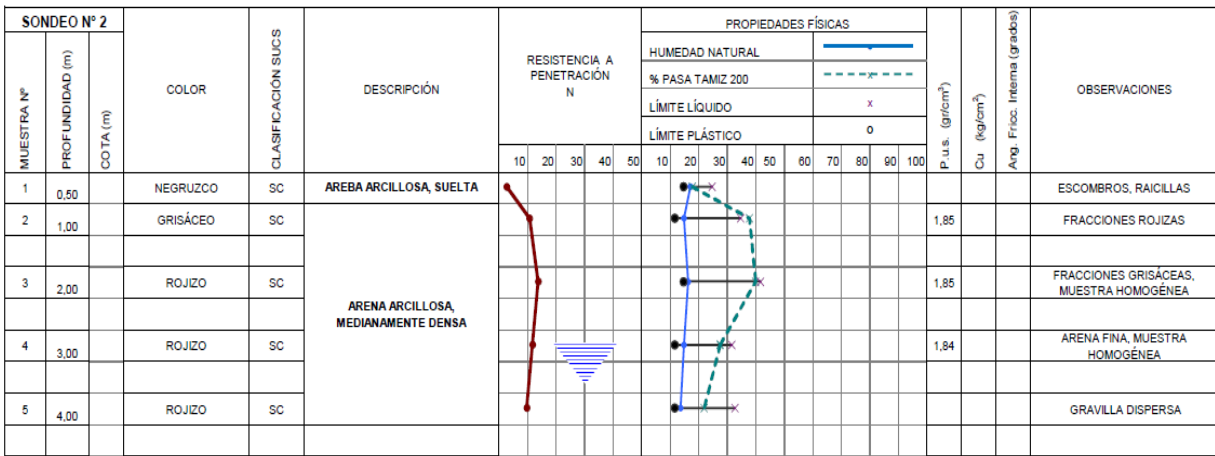 SONDEO Nº 2
MUESTRA Nº
PROFUNDIDAD (m)
COTA (m)
COLOR
CLASIFICACIÓN SUCS
DESCRIPCIÓN
RESISTENCIA A
PENETRACIÓN
N
10 20 30 40 50
PROPIEDADES FÍSICAS
HUMEDAD NATURAL
% PASA TAMIZ 200
LÍMITE LÍQUIDO x
LÍMITE PLÁSTICO o
10 20 30 40 50 60 70 80 90 100
P.u.s. (gr/cm³)
Cu (kg/cm²)
Ang. Fricc. Interna (grados)
OBSERVACIONES
1 0,50 NEGRUZCO SC AREBA ARCILLOSA, SUELTA ESCOMBROS, RAICILLAS
2 1,00 GRISÁCEO SC 1,85 FRACCIONES ROJIZAS
3 2,00 ROJIZO SC 1,85 FRACCIONES GRISÁCEAS,
MUESTRA HOMOGÉNEA
ARENA ARCILLOSA,
MEDIANAMENTE DENSA
4 3,00 ROJIZO SC 1,84 ARENA FINA, MUESTRA
HOMOGÉNEA
5 4,00 ROJIZO SC GRAVILLA DISPERSA